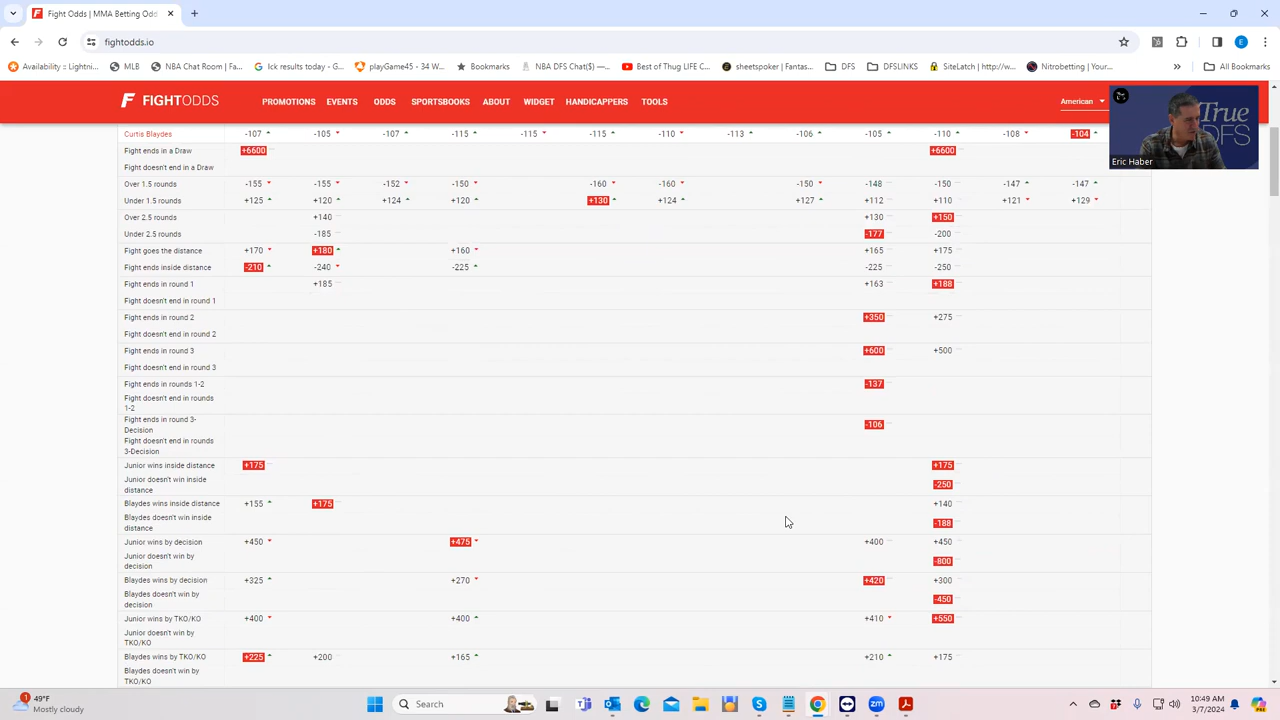 Fight Odds | MMA Betting Odd
fightodds.io
Availability :: Lightni... MLB NBA Chat Room | Fa... Ick results today - G... playGame45 - 34 W... Bookmarks NBA DFS Chat($) —... Best of Thug LIFE C... sheetspoker | Fantas... DFS DFSLINKS SiteLatch | http://w... Nitrobetting | Your... » All Bookmarks
FIGHTODDS PROMOTIONS EVENTS ODDS SPORTSBOOKS ABOUT WIDGET HANDICAPPERS TOOLS American
True
DFS
Eric Haber
Curtis Blaydes -107 -105 -107 -115 -115 -115 -110 -113 -106 -105 -110 -108 -104
Fight ends in a Draw +6600 +6600
Fight doesn't end in a Draw
Over 1.5 rounds -155 -155 -152 -150 -160 -160 -150 -148 -150 -147 -147
Under 1.5 rounds +125 +120 +124 +120 +130 +124 +127 +112 +110 +121 +129
Over 2.5 rounds +140 +130 +150
Under 2.5 rounds -185 -177 -200
Fight goes the distance +170 +180 +160 +165 +175
Fight ends inside distance -210 -240 -225 -225 -250
Fight ends in round 1 +185 +163 +188
Fight doesn't end in round 1
Fight ends in round 2 +350 +275
Fight doesn't end in round 2
Fight ends in round 3 +600 +500
Fight doesn't end in round 3
Fight ends in rounds 1-2 -137
Fight doesn't end in rounds
1-2
Fight ends in round 3-
Decision -106
Fight doesn't end in rounds
3-Decision
Junior wins inside distance +175 +175
Junior doesn't win inside
distance -250
Blaydes wins inside distance +155 +175 +140
Blaydes doesn't win inside
distance -188
Junior wins by decision +450 +475 +400 +450
Junior doesn't win by
decision -800
Blaydes wins by decision +325 +270 +420 +300
Blaydes doesn't win by
decision -450
Junior wins by TKO/KO +400 +400 +410 +550
Junior doesn't win by
TKO/KO
Blaydes wins by TKO/KO +225 +200 +165 +210 +175
Blaydes doesn't win by
TKO/KO
49°F
Mostly cloudy
Search
10:49 AM
3/7/2024